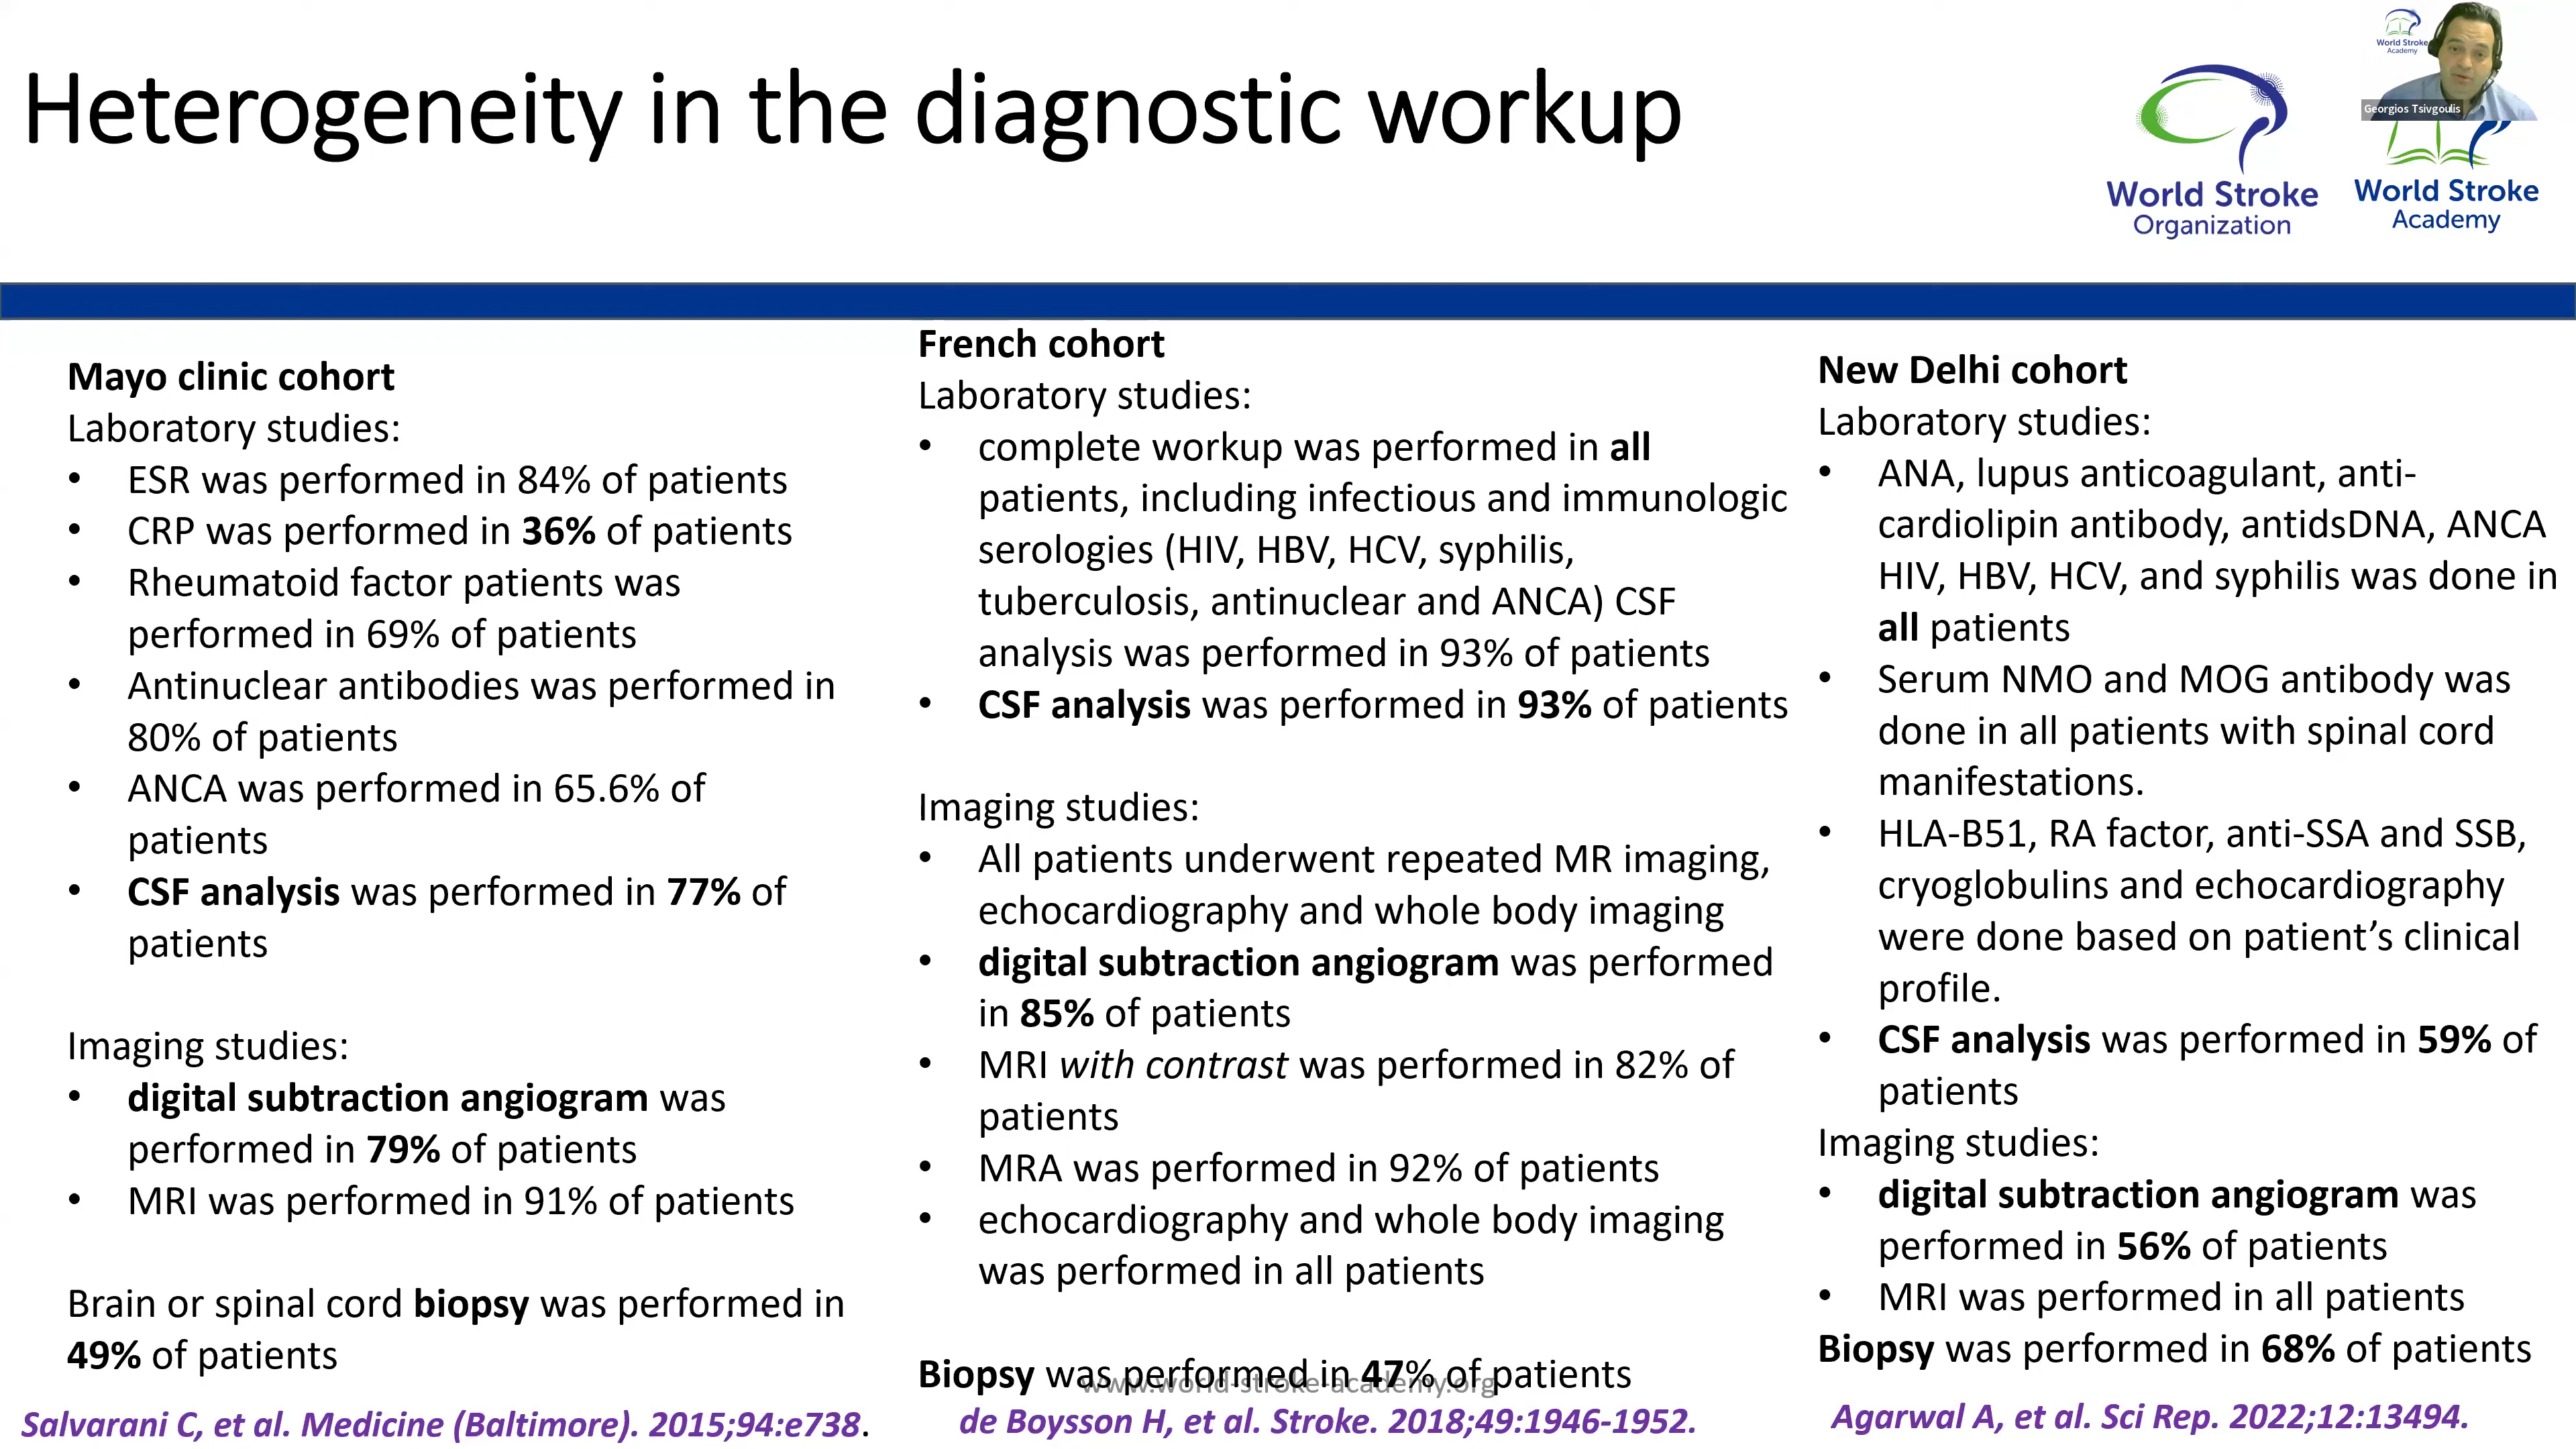 Heterogeneity in the diagnostic workup
World Stroke
Academy
Georgios Tsivgoulis
World Stroke
Organization
World Stroke
Academy
Mayo clinic cohort
Laboratory studies:
• ESR was performed in 84% of patients
• CRP was performed in 36% of patients
• Rheumatoid factor patients was
performed in 69% of patients
• Antinuclear antibodies was performed in
80% of patients
• ANCA was performed in 65.6% of
patients
• CSF analysis was performed in 77% of
patients
Imaging studies:
• digital subtraction angiogram was
performed in 79% of patients
• MRI was performed in 91% of patients
Brain or spinal cord biopsy was performed in
49% of patients
Salvarani C, et al. Medicine (Baltimore). 2015;94:e738.
French cohort
Laboratory studies:
• complete workup was performed in all
patients, including infectious and immunologic
serologies (HIV, HBV, HCV, syphilis,
tuberculosis, antinuclear and ANCA) CSF
analysis was performed in 93% of patients
• CSF analysis was performed in 93% of patients
Imaging studies:
• All patients underwent repeated MR imaging,
echocardiography and whole body imaging
• digital subtraction angiogram was performed
in 85% of patients
• MRI with contrast was performed in 82% of
patients
• MRA was performed in 92% of patients
• echocardiography and whole body imaging
was performed in all patients
Biopsy was performed in 47% of patients
www.world-stroke-academy.org
de Boysson H, et al. Stroke. 2018;49:1946-1952.
New Delhi cohort
Laboratory studies:
• ANA, lupus anticoagulant, anti-
cardiolipin antibody, antidsDNA, ANCA
HIV, HBV, HCV, and syphilis was done in
all patients
• Serum NMO and MOG antibody was
done in all patients with spinal cord
manifestations.
• HLA-B51, RA factor, anti-SSA and SSB,
cryoglobulins and echocardiography
were done based on patient’s clinical
profile.
• CSF analysis was performed in 59% of
patients
Imaging studies:
• digital subtraction angiogram was
performed in 56% of patients
• MRI was performed in all patients
Biopsy was performed in 68% of patients
Agarwal A, et al. Sci Rep. 2022;12:13494.